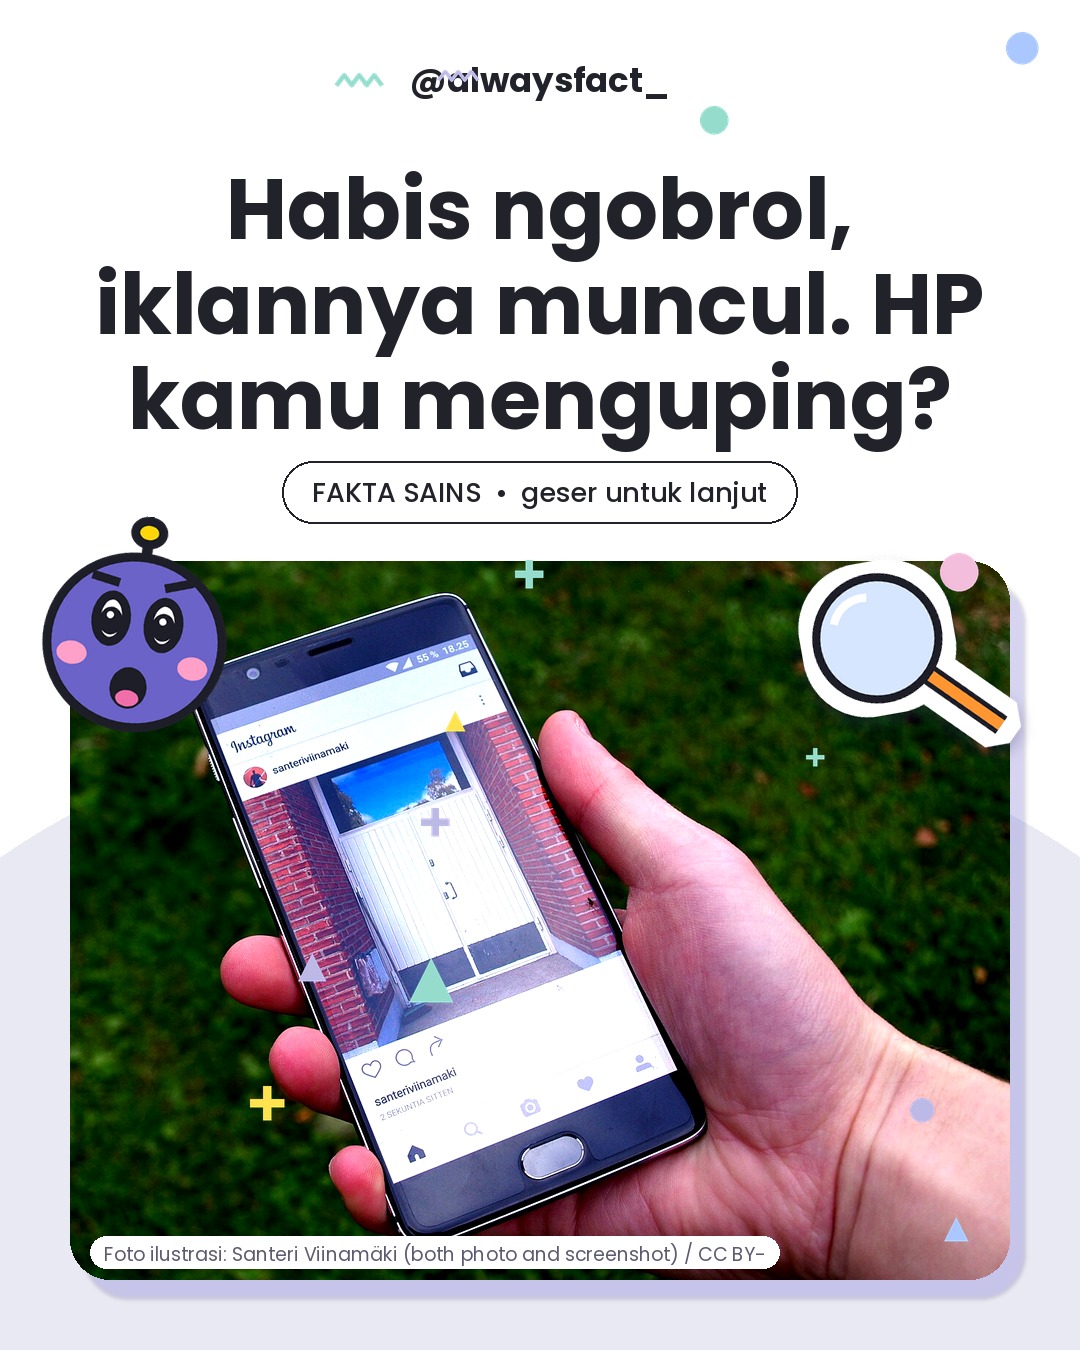 @alwaysfact_
Habis ngobrol,
iklannya muncul. HP
kamu menguping?
FAKTA SAINS • geser untuk lanjut
55 % 18.25
Instagram
santeriviinamaki
santeriviinamaki
2 SEKUNTIA SITTEN
Foto ilustrasi: Santeri Viinamäki (both photo and screenshot) / CC BY-